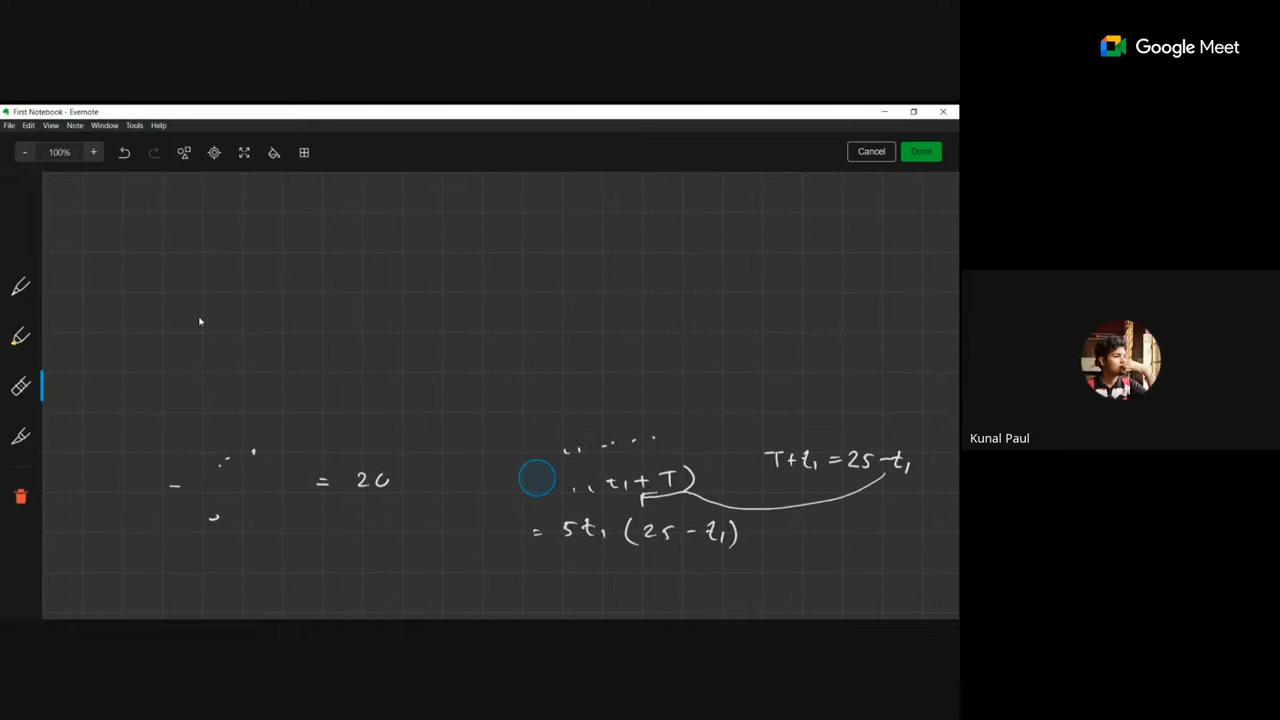 Google Meet
First Notebook - Evernote
File Edit View Note Window Tools Help
- 100% + Cancel Done
Kunal Paul
T+t₁ = 25-t₁
= 20
t₁ + T)
= 5t₁ (25 - t₁)